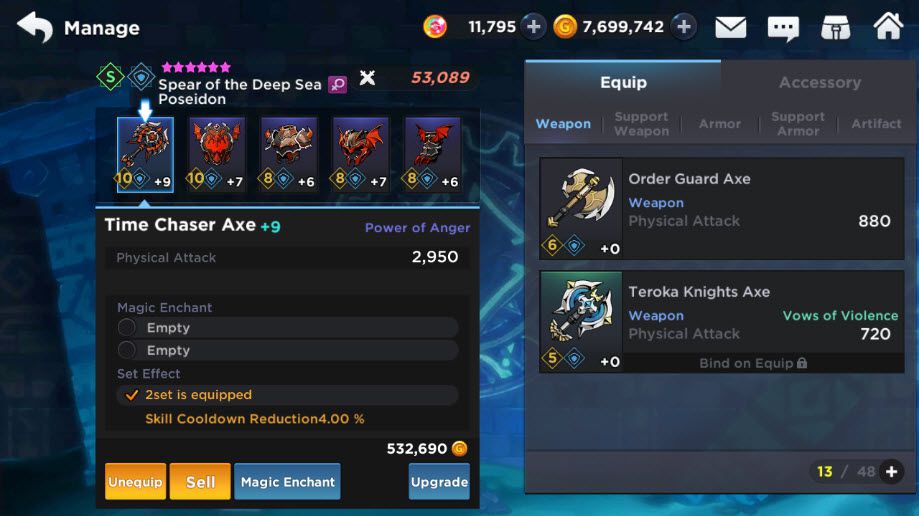 Manage
11,795
7,699,742
S
Spear of the Deep Sea
Poseidon
53,089
10 +9
10 +7
8 +6
8 +7
8 +6
Time Chaser Axe +9
Power of Anger
Physical Attack 2,950
Magic Enchant
Empty
Empty
Set Effect
2set is equipped
Skill Cooldown Reduction4.00 %
532,690 G
Unequip
Sell
Magic Enchant
Upgrade
Equip
Accessory
Weapon
Support
Weapon
Armor
Support
Armor
Artifact
Order Guard Axe
Weapon
Physical Attack 880
6 +0
Teroka Knights Axe
Weapon Vows of Violence
Physical Attack 720
5 +0
Bind on Equip
13 / 48